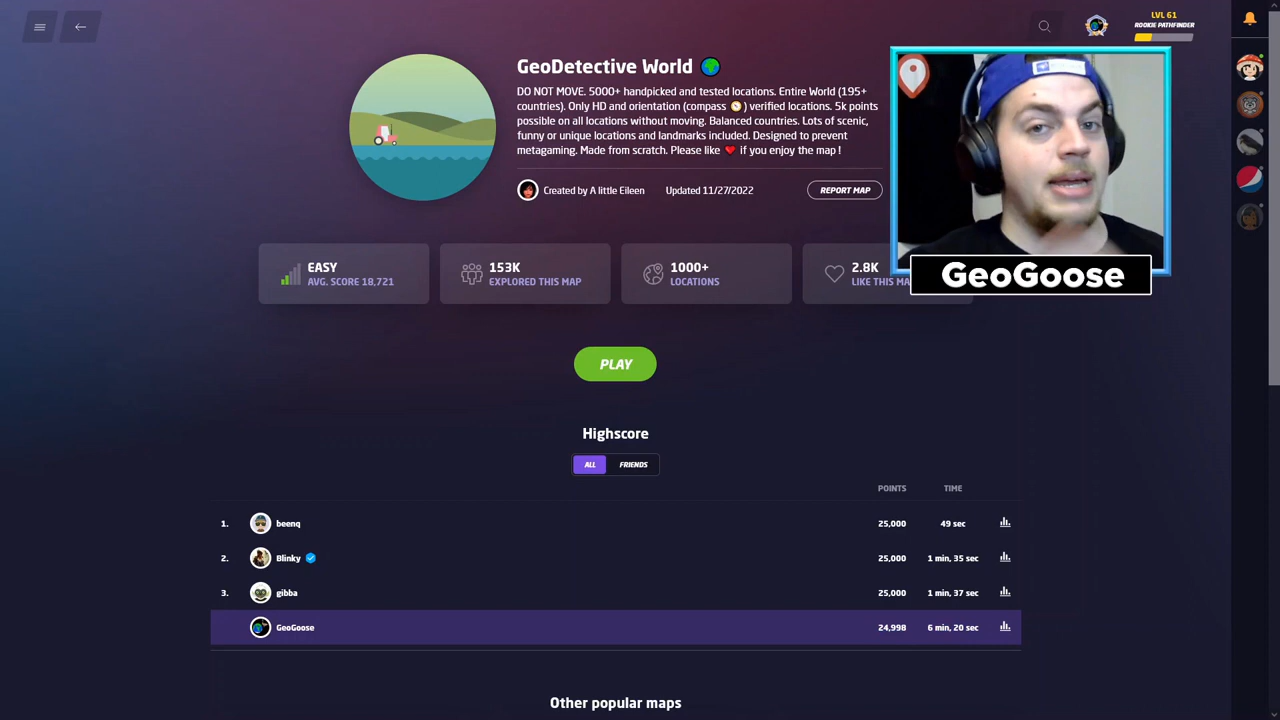 LVL 61
ROOKIE PATHFINDER
GeoDetective World
DO NOT MOVE. 5000+ handpicked and tested locations. Entire World (195+
countries). Only HD and orientation (compass 🧭) verified locations. 5k points
possible on all locations without moving. Balanced countries. Lots of scenic,
funny or unique locations and landmarks included. Designed to prevent
metagaming. Made from scratch. Please like ❤️ if you enjoy the map !
Created by A little Eileen
Updated 11/27/2022
REPORT MAP
GeoGoose
EASY
AVG. SCORE 18,721
153K
EXPLORED THIS MAP
1000+
LOCATIONS
2.8K
LIKE THIS MA
PLAY
Highscore
ALL
FRIENDS
POINTS TIME
1. beenq 25,000 49 sec
2. Blinky 25,000 1 min, 35 sec
3. gibba 25,000 1 min, 37 sec
GeoGoose 24,998 6 min, 20 sec
Other popular maps